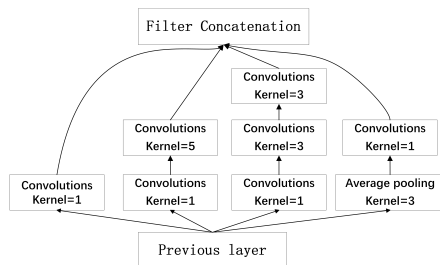 Filter Concatenation
Convolutions
Kernel=3
Convolutions
Kernel=5
Convolutions
Kernel=3
Convolutions
Kernel=1
Convolutions
Kernel=1
Convolutions
Kernel=1
Convolutions
Kernel=1
Average pooling
Kernel=3
Previous layer